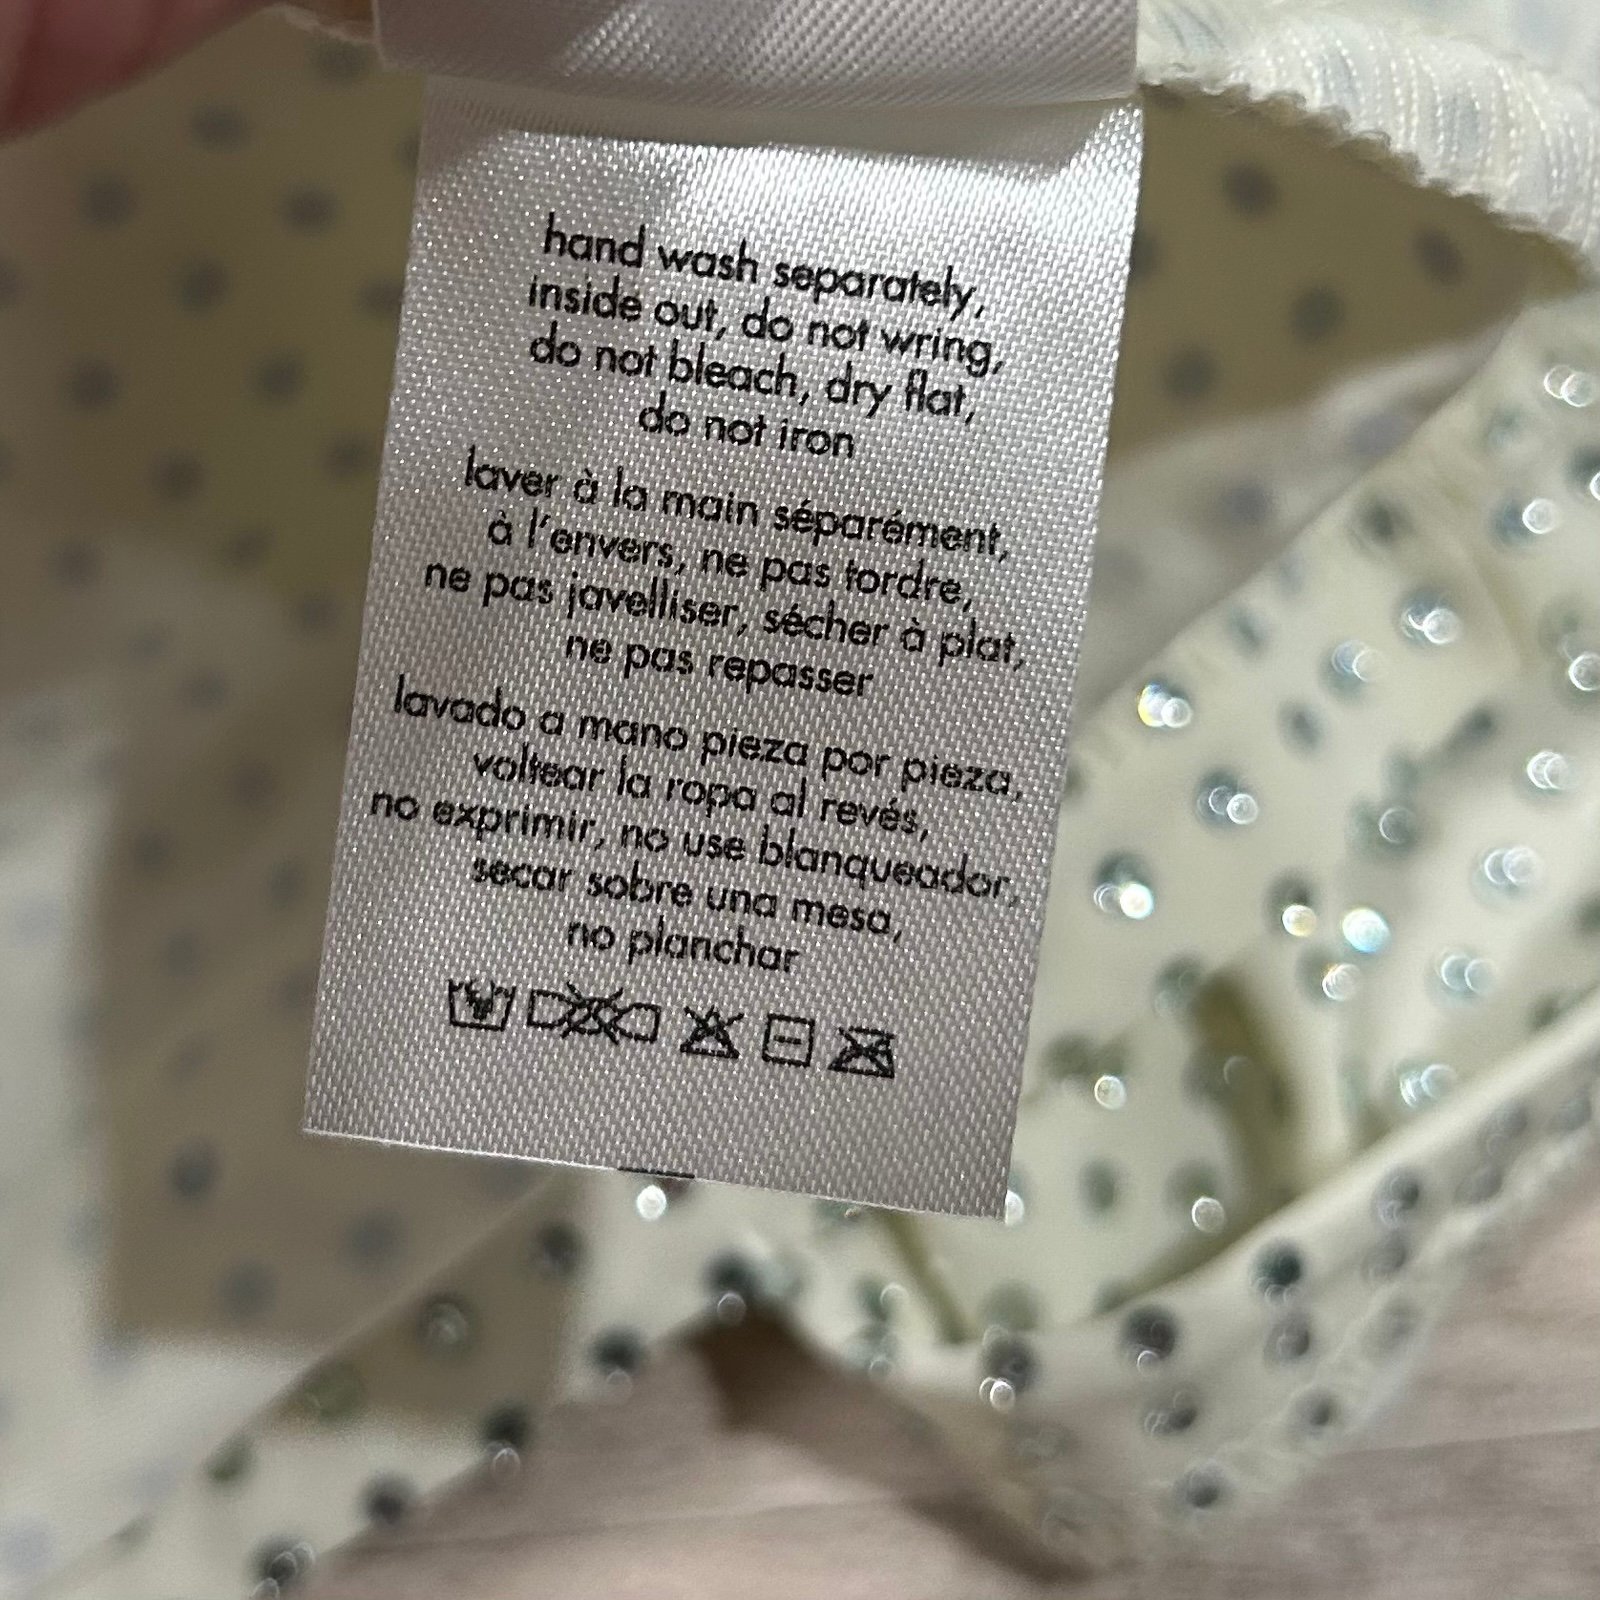 hand wash separately,
inside out, do not wring,
do not bleach, dry flat,
do not iron
laver à la main séparément,
à l'envers, ne pas tordre,
ne pas javelliser, sécher à plat,
ne pas repasser
lavado a mano pieza por pieza,
voltear la ropa al revés,
no exprimir, no use blanqueador,
secar sobre una mesa,
no planchar